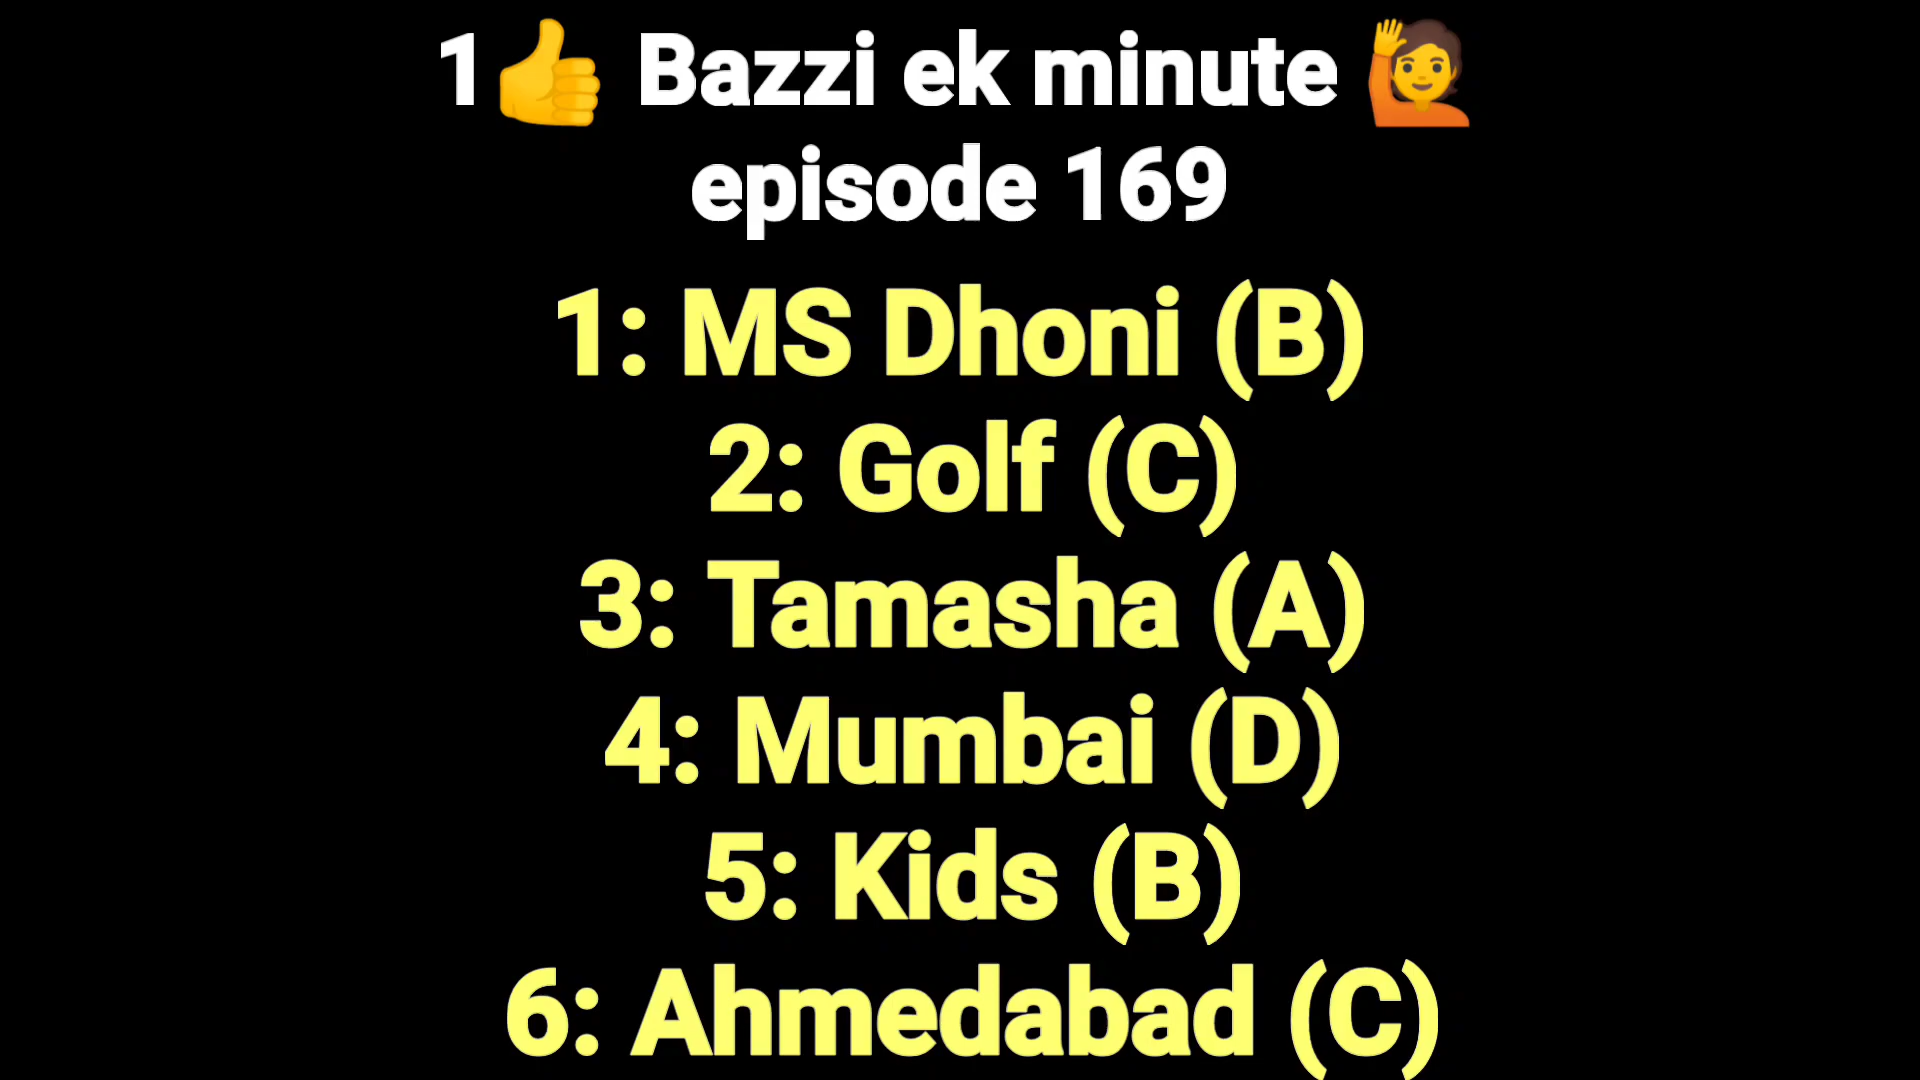 1👍 Bazzi ek minute 🙋
episode 169
1: MS Dhoni (B)
2: Golf (C)
3: Tamasha (A)
4: Mumbai (D)
5: Kids (B)
6: Ahmedabad (C)